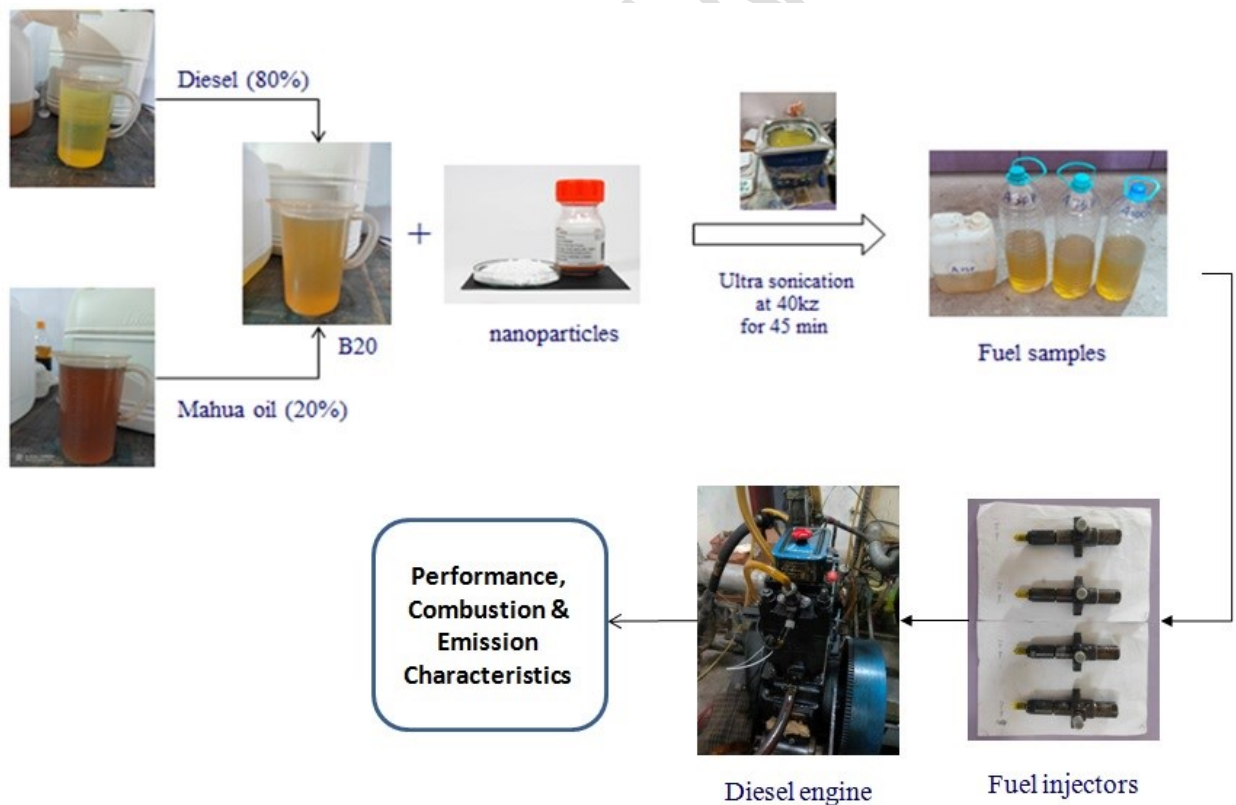 Diesel (80%)
B20
Mahua oil (20%)
+
nanoparticles
Ultra sonication
at 40kz
for 45 min
Fuel samples
Fuel injectors
Diesel engine
Performance,
Combustion &
Emission
Characteristics